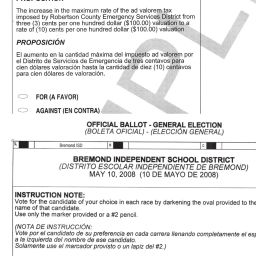 The increase in the maximum rate of the ad valorem tax
imposed by Robertson County Emergency Services District from
three (3) cents per one hundred dollar ($100.00) valuation to a
rate of (10) cents per one hundred dollar ($100.00) valuation.
PROPOSICIÓN
El aumento en la cantidad máxima del impuesto ad valorem por
el Distrito de Servicios de Emergencia de tres centavos para
cien dólares valoración hasta la cantidad de diez (10) centavos
para cien dólares de valoración.
FOR (A FAVOR)
AGAINST (EN CONTRA)
OFFICIAL BALLOT - GENERAL ELECTION
(BOLETA OFICIAL) - (ELECCIÓN GENERAL)
A Bremond ISD B C
BREMOND INDEPENDENT SCHOOL DISTRICT
(DISTRITO ESCOLAR INDEPENDIENTE DE BREMOND)
MAY 10, 2008 (10 DE MAYO DE 2008)
INSTRUCTION NOTE:
Vote for the candidate of your choice in each race by darkening the oval provided to the
name of that candidate.
Use only the marker provided or a #2 pencil.
(NOTA DE INSTRUCCIÓN:
Vote por el candidato de su preferencia en cada carrera llenando completamente el esp
a la izquierda del nombre de ese candidato.
Solamente use el marcador provisto o un lapiz del #2.)